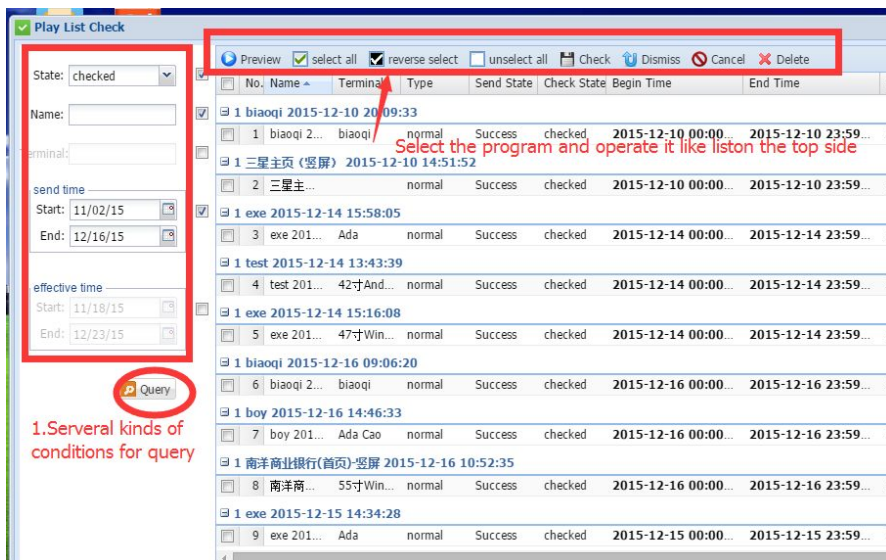 Play List Check
Preview select all reverse select unselect all Check Dismiss Cancel Delete
State: checked
Name:
Terminal:
send time
Start: 11/02/15
End: 12/16/15
effective time
Start: 11/18/15
End: 12/23/15
Query
1.Serveral kinds of
conditions for query
No. Name Terminal Type Send State Check State Begin Time End Time
1 biaoqi 2015-12-10 20:09:33
1 biaoqi 2... biaoqi normal Success checked 2015-12-10 00:00... 2015-12-10 23:59...
Select the program and operate it like liston the top side
1 三星主页（竖屏） 2015-12-10 14:51:52
2 三星主... normal Success checked 2015-12-10 00:00... 2015-12-10 23:59...
1 exe 2015-12-14 15:58:05
3 exe 201... Ada normal Success checked 2015-12-14 00:00... 2015-12-14 23:59...
1 test 2015-12-14 13:43:39
4 test 201... 42寸And... normal Success checked 2015-12-14 00:00... 2015-12-14 23:59...
1 exe 2015-12-14 15:16:08
5 exe 201... 47寸Win... normal Success checked 2015-12-14 00:00... 2015-12-14 23:59...
1 biaoqi 2015-12-16 09:06:20
6 biaoqi 2... biaoqi normal Success checked 2015-12-16 00:00... 2015-12-16 23:59...
1 boy 2015-12-16 14:46:33
7 boy 201... Ada Cao normal Success checked 2015-12-16 00:00... 2015-12-16 23:59...
1 南洋商业银行(首页)-竖屏 2015-12-16 10:52:35
8 南洋商... 55寸Win... normal Success checked 2015-12-16 00:00... 2015-12-16 23:59...
1 exe 2015-12-15 14:34:28
9 exe 201... Ada normal Success checked 2015-12-15 00:00... 2015-12-15 23:59...